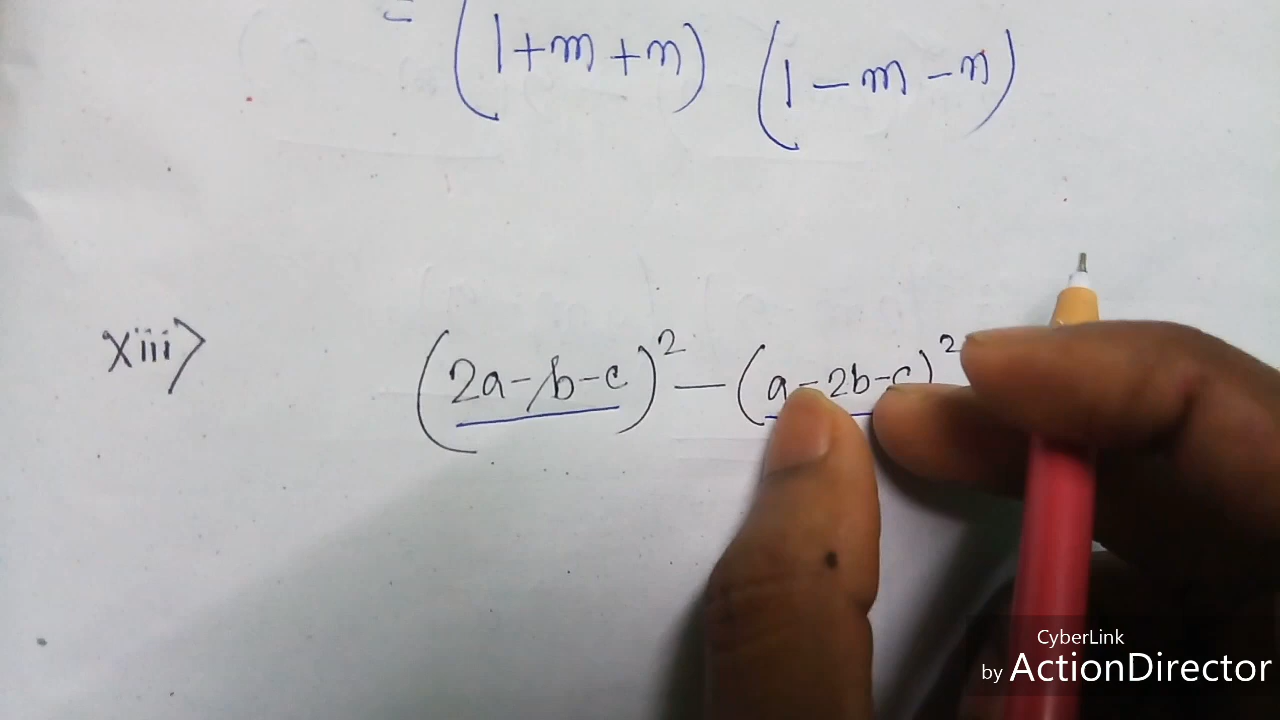 = (1+m+n) (1-m-n)
xiii> (2a-b-c)² - (a-2b-c)²
CyberLink
by ActionDirector